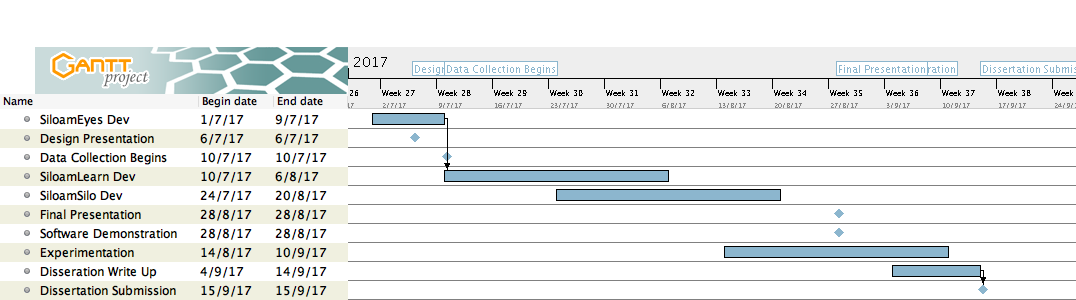 2017
GANTT
project
Design Data Collection Begins Final Presentation ration Dissertation Submis
Name Begin date End date
26 Week 27 Week 28 Week 29 Week 30 Week 31 Week 32 Week 33 Week 34 Week 35 Week 36 Week 37 Week 38 Week
/17 2/7/17 9/7/17 16/7/17 23/7/17 30/7/17 6/8/17 13/8/17 20/8/17 27/8/17 3/9/17 10/9/17 17/9/17 24/9/1
SiloamEyes Dev 1/7/17 9/7/17
Design Presentation 6/7/17 6/7/17
Data Collection Begins 10/7/17 10/7/17
SiloamLearn Dev 10/7/17 6/8/17
SiloamSilo Dev 24/7/17 20/8/17
Final Presentation 28/8/17 28/8/17
Software Demonstration 28/8/17 28/8/17
Experimentation 14/8/17 10/9/17
Disseration Write Up 4/9/17 14/9/17
Dissertation Submission 15/9/17 15/9/17